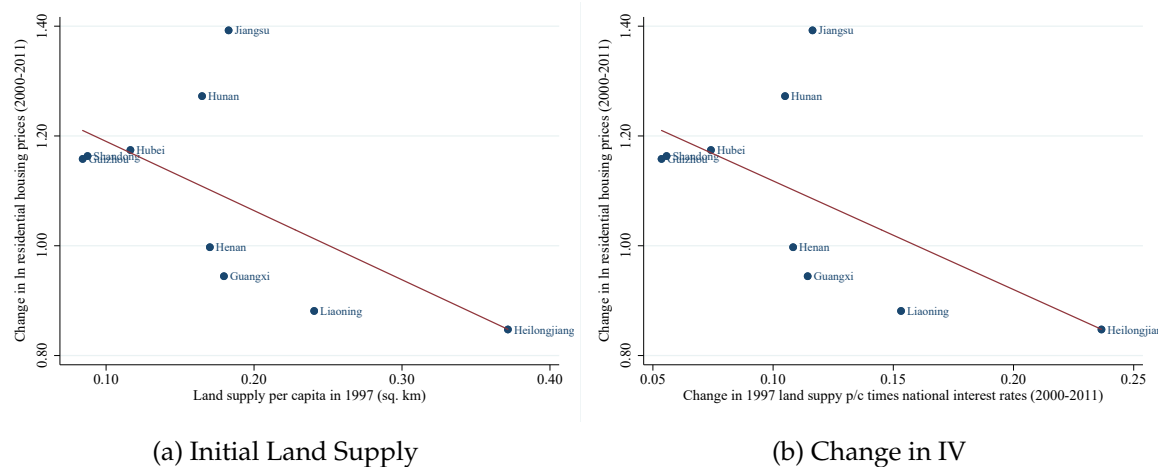 Change in ln residential housing prices (2000-2011)
1.40
1.20
1.00
0.80
Jiangsu
Hunan
Hubei
Shandong
Guizhou
Henan
Guangxi
Liaoning
Heilongjiang
0.10 0.20 0.30 0.40
Land supply per capita in 1997 (sq. km)
(a) Initial Land Supply
Change in ln residential housing prices (2000-2011)
1.40
1.20
1.00
0.80
Jiangsu
Hunan
Hubei
Shandong
Guizhou
Henan
Guangxi
Liaoning
Heilongjiang
0.05 0.10 0.15 0.20 0.25
Change in 1997 land suppy p/c times national interest rates (2000-2011)
(b) Change in IV